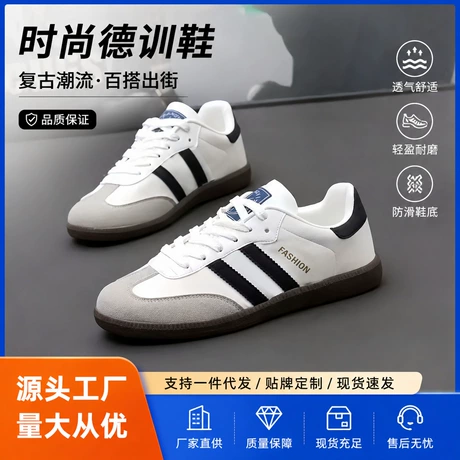 时尚德训鞋
复古潮流·百搭出街
品质保证
透气舒适
轻盈耐磨
防滑鞋底
FASHION
源头工厂
量大从优
支持一件代发/贴牌定制/现货速发
厂家直供
质量保障
现货充足
售后无忧